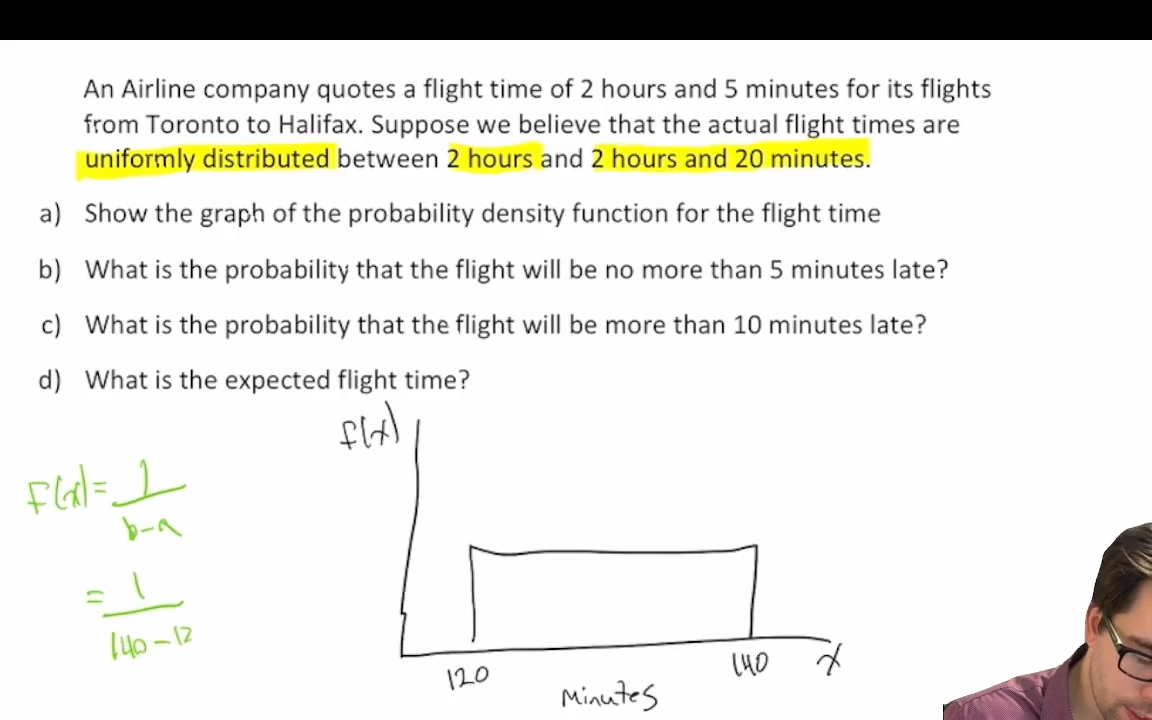 An Airline company quotes a flight time of 2 hours and 5 minutes for its flights
from Toronto to Halifax. Suppose we believe that the actual flight times are
uniformly distributed between 2 hours and 2 hours and 20 minutes.
a) Show the graph of the probability density function for the flight time
b) What is the probability that the flight will be no more than 5 minutes late?
c) What is the probability that the flight will be more than 10 minutes late?
d) What is the expected flight time?
f(x)
f(x) = 1
b-a
= 1
140-12
120
140
x
Minutes